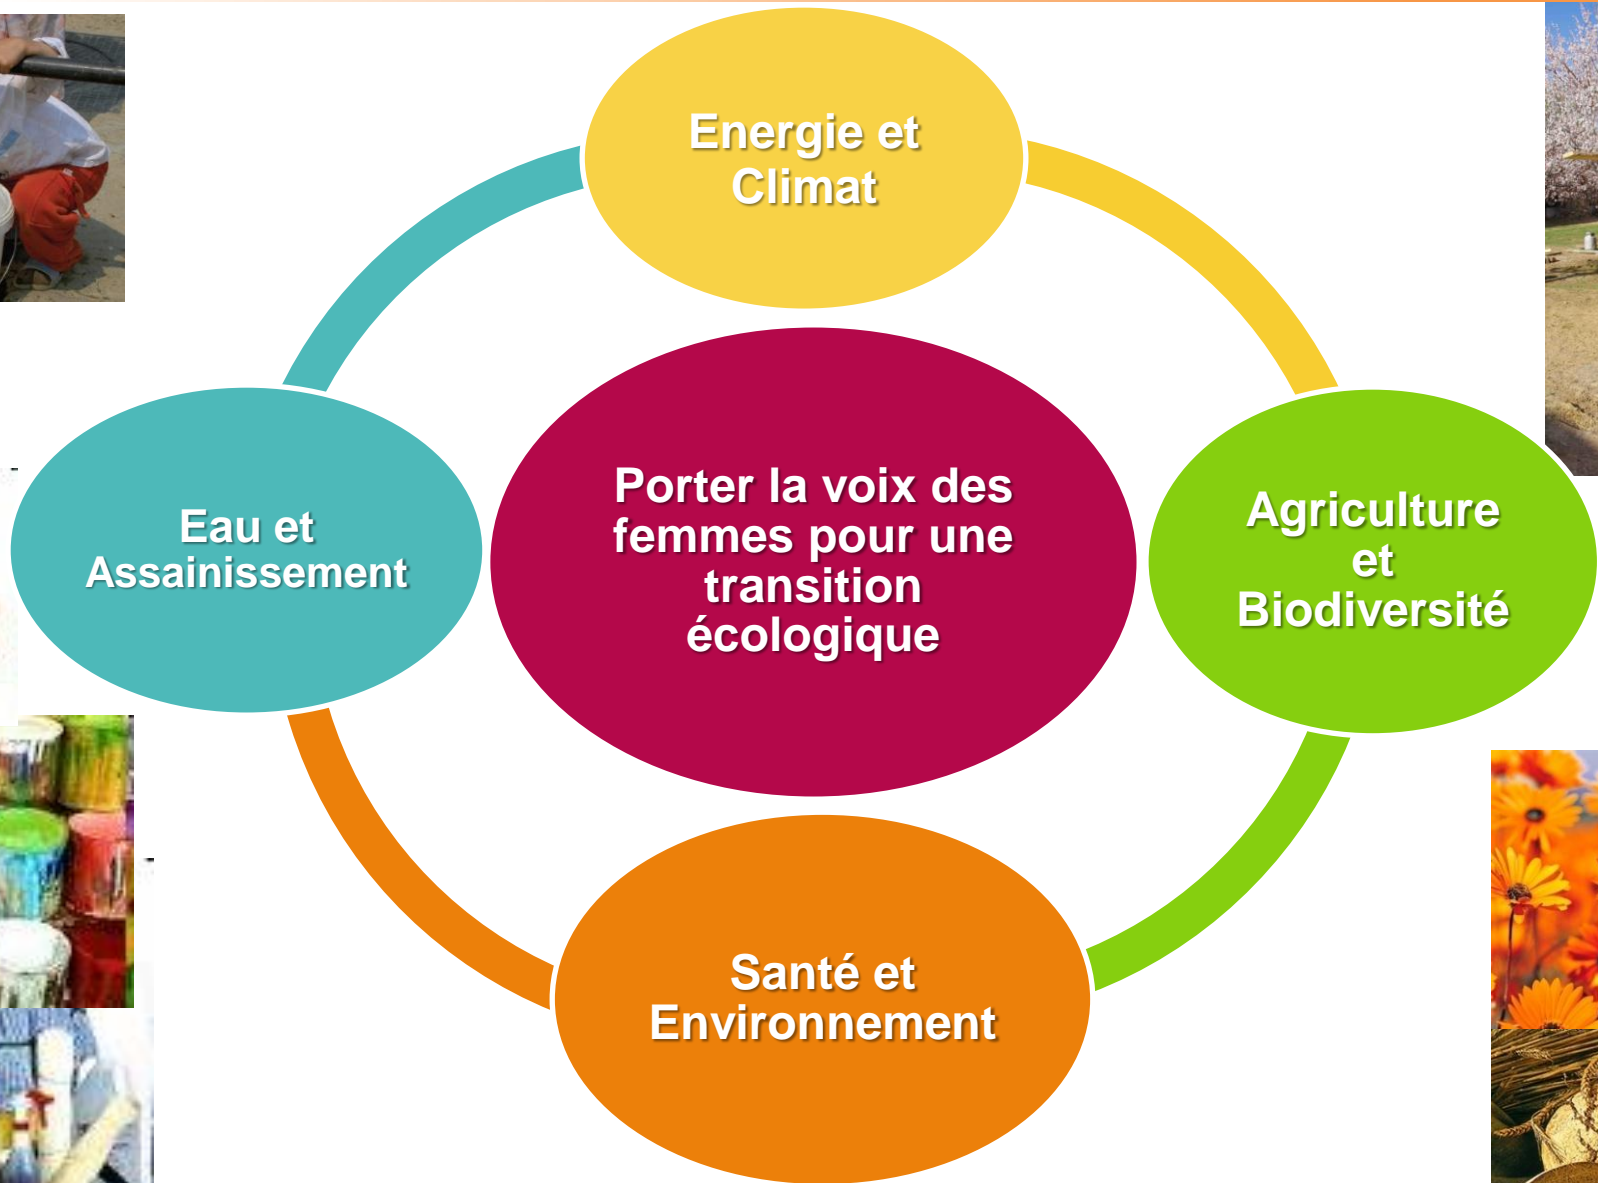 Energie et
Climat
Porter la voix des
femmes pour une
transition
écologique
Eau et
Assainissement
Agriculture
et
Biodiversité
Santé et
Environnement